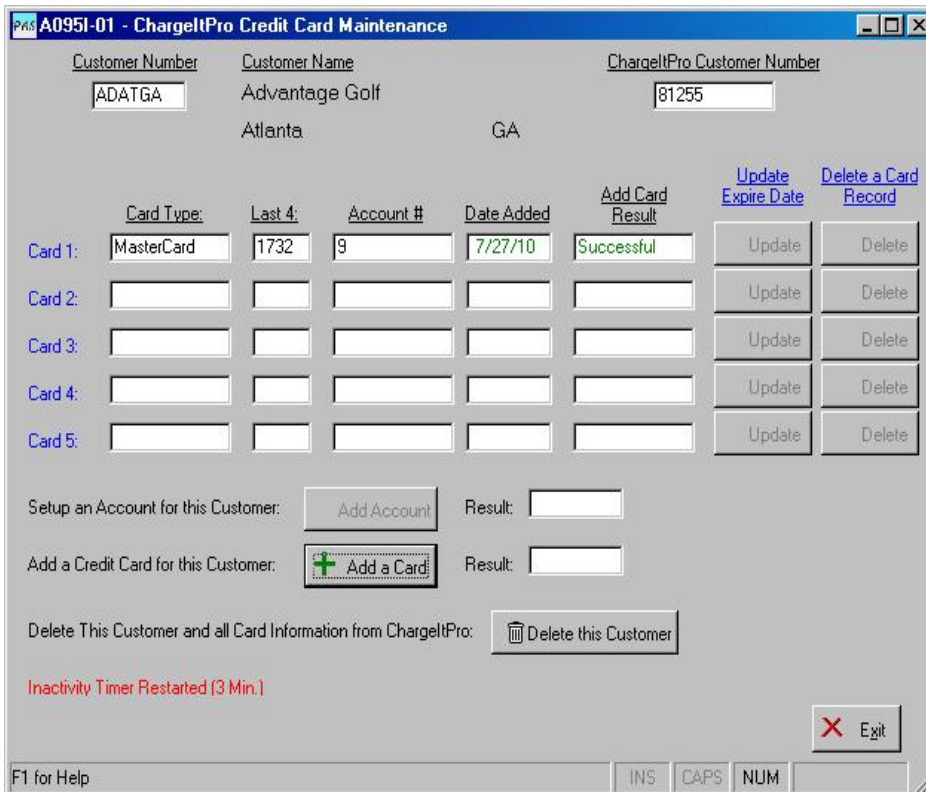 PAS A095I-01 - ChargeItPro Credit Card Maintenance
Customer Number Customer Name ChargeItPro Customer Number
ADATGA Advantage Golf 81255
Atlanta GA
Card Type: Last 4: Account # Date Added Add Card Result Update Expire Date Delete a Card Record
Card 1: MasterCard 1732 9 7/27/10 Successful Update Delete
Card 2: Update Delete
Card 3: Update Delete
Card 4: Update Delete
Card 5: Update Delete
Setup an Account for this Customer: Add Account Result:
Add a Credit Card for this Customer: Add a Card Result:
Delete This Customer and all Card Information from ChargeItPro: Delete this Customer
Inactivity Timer Restarted (3 Min.)
Exit
F1 for Help INS CAPS NUM